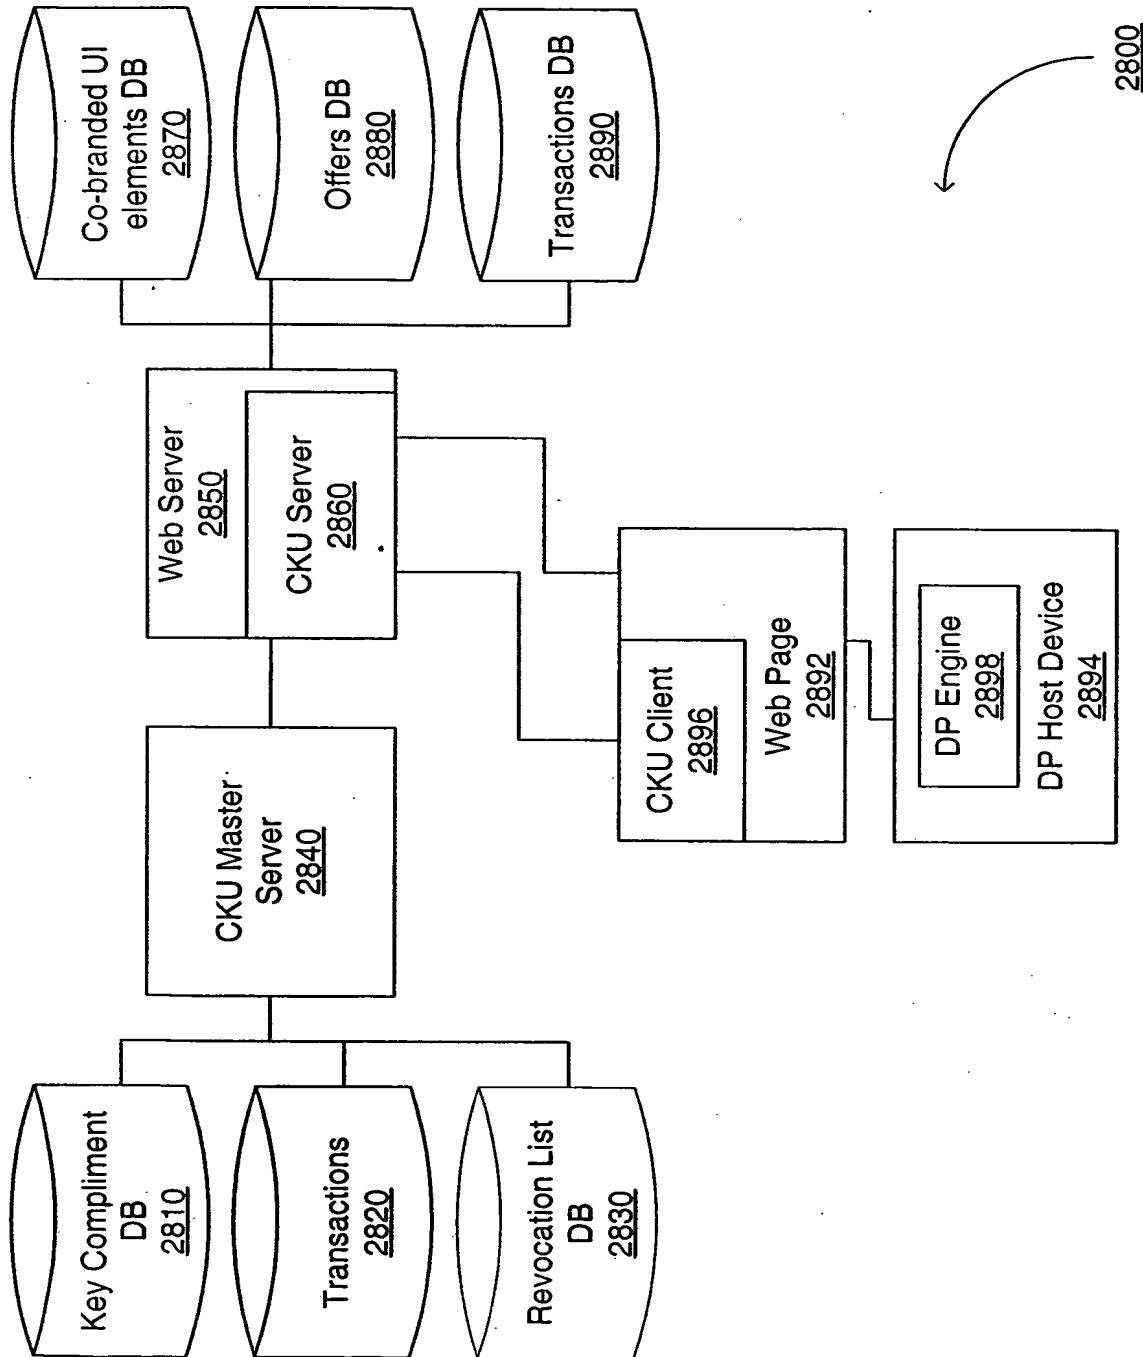 Key Compliment
DB
2810
Transactions
2820
Revocation List
DB
2830
CKU Master
Server
2840
Web Server
2850
CKU Server
2860
Co-branded UI
elements DB
2870
Offers DB
2880
Transactions DB
2890
CKU Client
2896
Web Page
2892
DP Engine
2898
DP Host Device
2894
2800